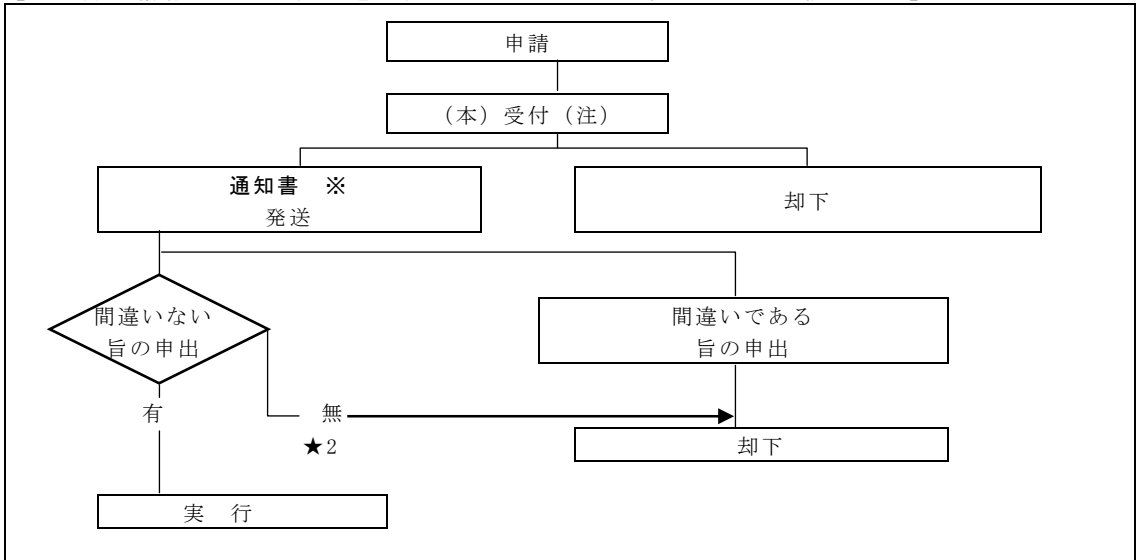 申請
（本）受付（注）
通知書　※
発送
却下
間違いない
旨の申出
間違いである
旨の申出
有
無
★2
却下
実　行